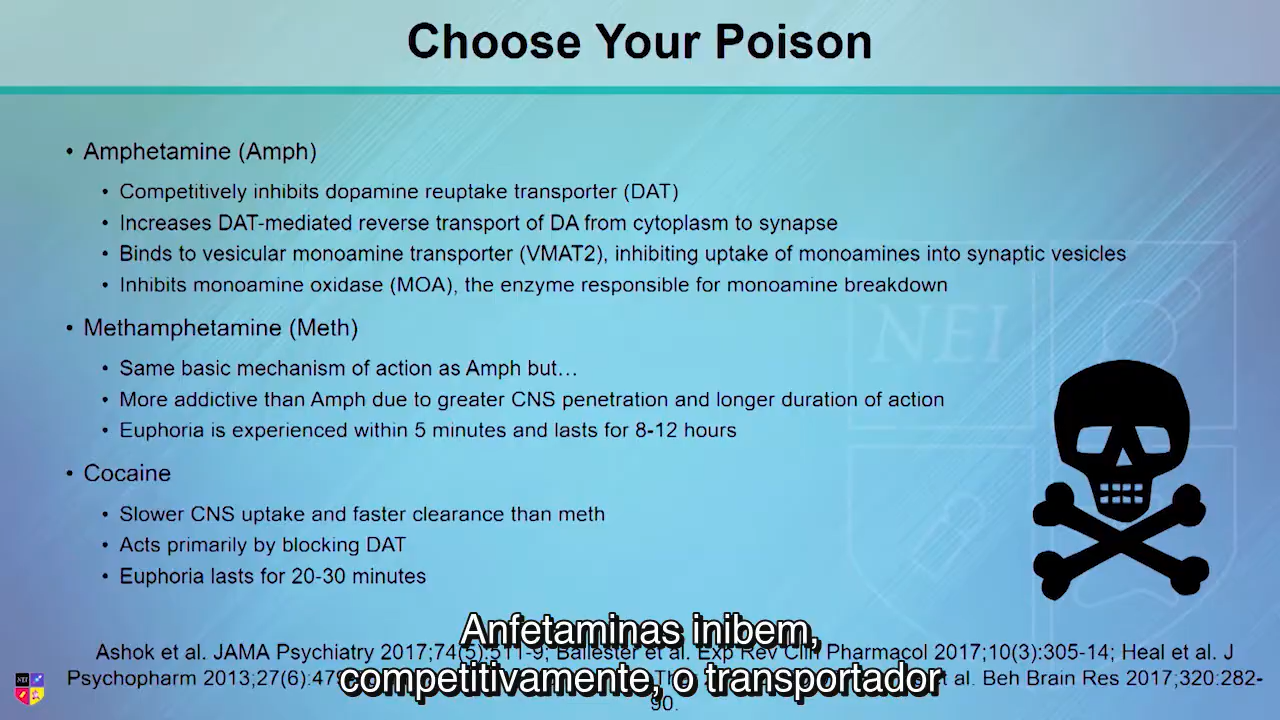 Choose Your Poison
• Amphetamine (Amph)
• Competitively inhibits dopamine reuptake transporter (DAT)
• Increases DAT-mediated reverse transport of DA from cytoplasm to synapse
• Binds to vesicular monoamine transporter (VMAT2), inhibiting uptake of monoamines into synaptic vesicles
• Inhibits monoamine oxidase (MOA), the enzyme responsible for monoamine breakdown
NEI
• Methamphetamine (Meth)
• Same basic mechanism of action as Amph but…
• More addictive than Amph due to greater CNS penetration and longer duration of action
• Euphoria is experienced within 5 minutes and lasts for 8-12 hours
• Cocaine
• Slower CNS uptake and faster clearance than meth
• Acts primarily by blocking DAT
• Euphoria lasts for 20-30 minutes
Anfetaminas inibem,
competitivamente, o transportador
Ashok et al. JAMA Psychiatry 2017;74(5):511-9; Ballester et al. Exp Rev Clin Pharmacol 2017;10(3):305-14; Heal et al. J
Psychopharm 2013;27(6): et al. Beh Brain Res 2017;320:282-
90.
NEI